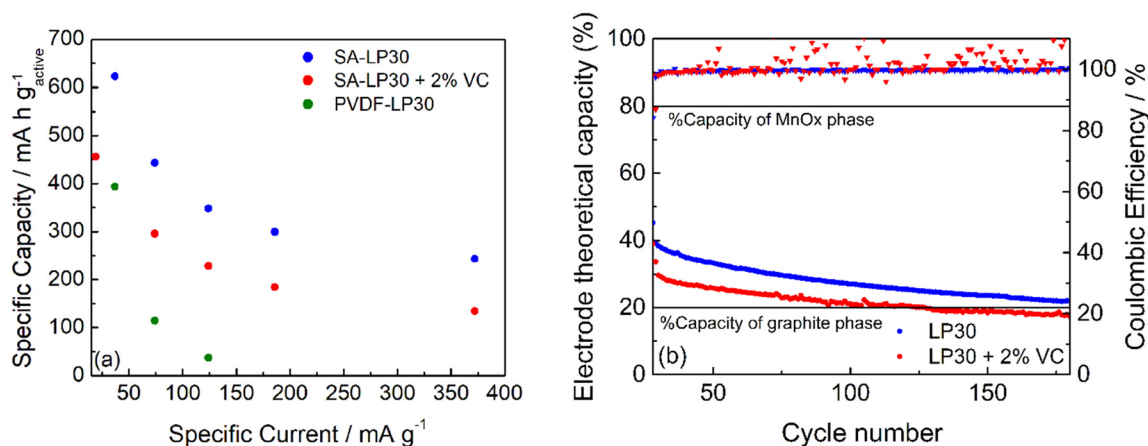 700
600
500
400
300
200
100
0
Specific Capacity / mA h g⁻¹active
SA-LP30
SA-LP30 + 2% VC
PVDF-LP30
(a)
50 100 150 200 250 300 350 400
Specific Current / mA g⁻¹
100
80
60
40
20
0
Electrode theoretical capacity (%)
%Capacity of MnOx phase
%Capacity of graphite phase
LP30
LP30 + 2% VC
(b)
50 100 150
Cycle number
100
80
60
40
20
0
Coulombic Efficiency / %